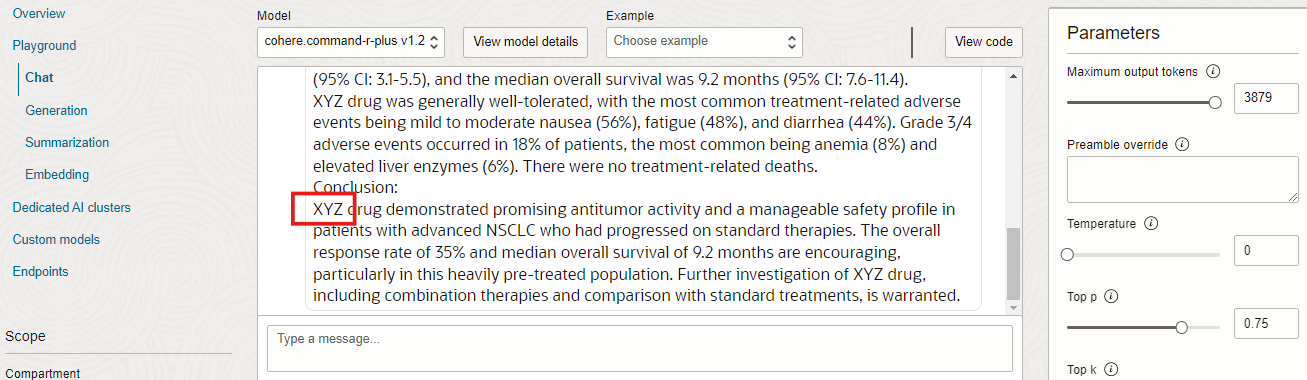 Overview
Playground
Chat
Generation
Summarization
Embedding
Dedicated AI clusters
Custom models
Endpoints
Scope
Compartment
Model
cohere.command-r-plus v1.2
View model details
Example
Choose example
View code
(95% CI: 3.1-5.5), and the median overall survival was 9.2 months (95% CI: 7.6-11.4).
XYZ drug was generally well-tolerated, with the most common treatment-related adverse
events being mild to moderate nausea (56%), fatigue (48%), and diarrhea (44%). Grade 3/4
adverse events occurred in 18% of patients, the most common being anemia (8%) and
elevated liver enzymes (6%). There were no treatment-related deaths.
Conclusion:
XYZ drug demonstrated promising antitumor activity and a manageable safety profile in
patients with advanced NSCLC who had progressed on standard therapies. The overall
response rate of 35% and median overall survival of 9.2 months are encouraging,
particularly in this heavily pre-treated population. Further investigation of XYZ drug,
including combination therapies and comparison with standard treatments, is warranted.
Type a message...
Parameters
Maximum output tokens
3879
Preamble override
Temperature
0
Top p
0.75
Top k